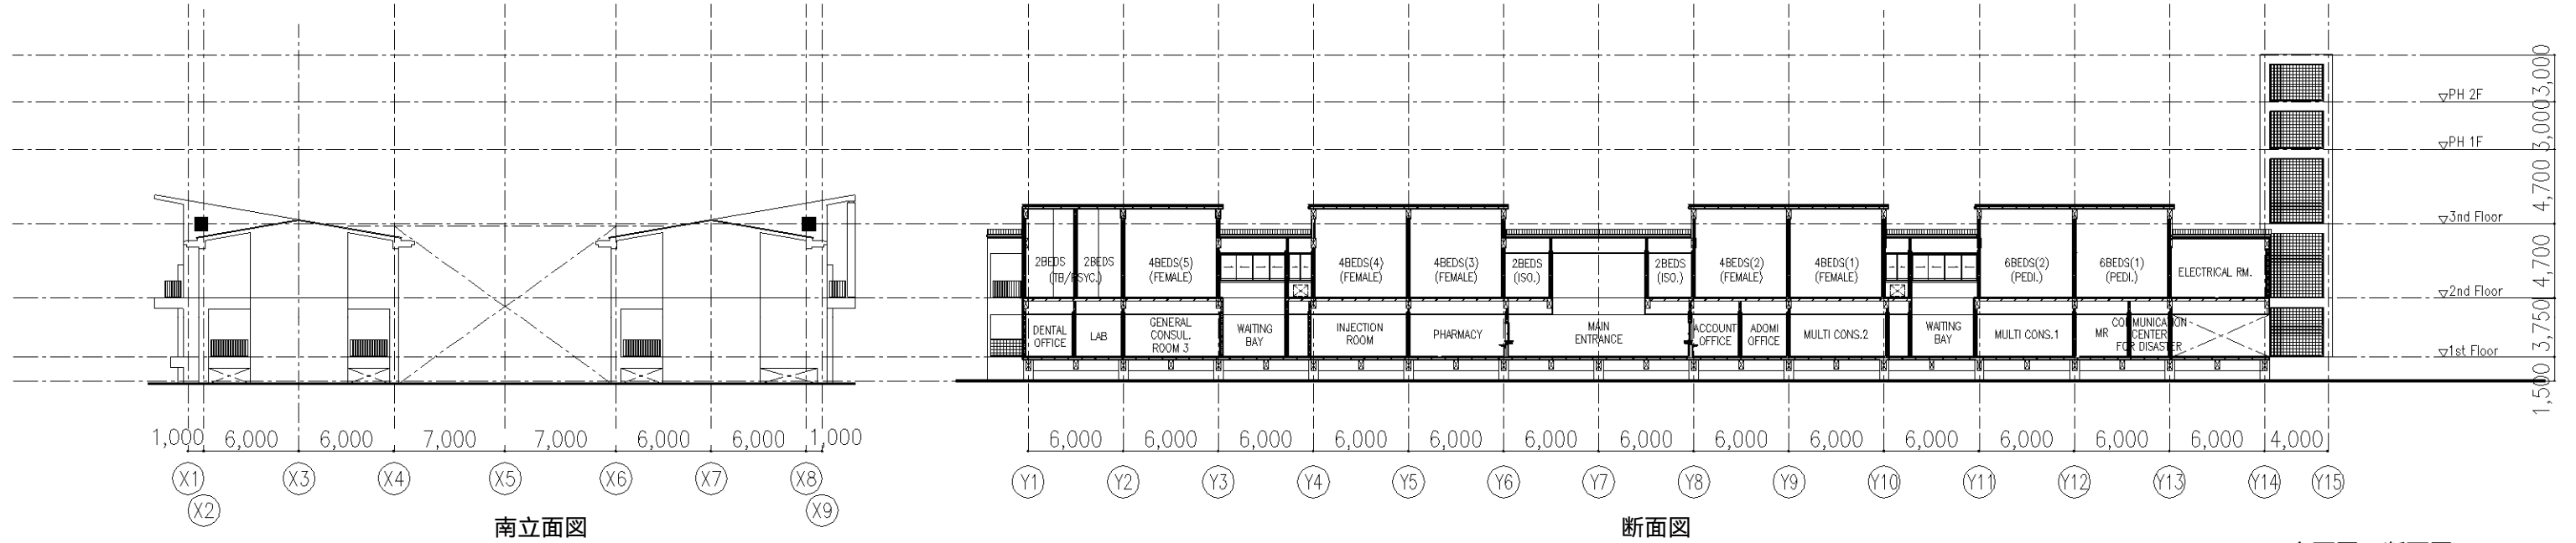 3,000
PH 2F
3,000
PH 1F
4,700
3nd Floor
4,700
2nd Floor
3,750
1st Floor
1,500
2BEDS
2BEDS
(TB/PSYC.)
4BEDS(5)
(FEMALE)
4BEDS(4)
(FEMALE)
4BEDS(3)
(FEMALE)
2BEDS
(ISO.)
2BEDS
(ISO.)
4BEDS(2)
(FEMALE)
4BEDS(1)
(FEMALE)
6BEDS(2)
(PEDI.)
6BEDS(1)
(PEDI.)
ELECTRICAL RM.
DENTAL
OFFICE
LAB
GENERAL
CONSUL.
ROOM 3
WAITING
BAY
INJECTION
ROOM
PHARMACY
MAIN
ENTRANCE
ACCOUNT
OFFICE
ADOMI
OFFICE
MULTI CONS.2
WAITING
BAY
MULTI CONS.1
MR
COMMUNICATION
CENTER
FOR DISASTER
1,000 6,000 6,000 7,000 7,000 6,000 6,000 1,000
X1 X3 X4 X5 X6 X7 X8
X2 X9
南立面図
6,000 6,000 6,000 6,000 6,000 6,000 6,000 6,000 6,000 6,000 6,000 6,000 6,000 4,000
Y1 Y2 Y3 Y4 Y5 Y6 Y7 Y8 Y9 Y10 Y11 Y12 Y13 Y14 Y15
断面図